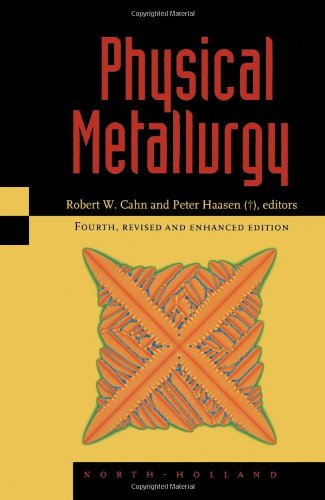 Physical
Metallurgy
Robert W. Cahn and Peter Haasen (†), editors
Fourth, revised and enhanced edition
NORTH-HOLLAND